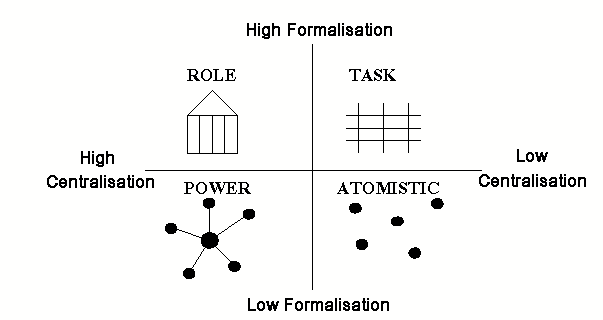 High Formalisation
ROLE
TASK
High
Centralisation
Low
Centralisation
POWER
ATOMISTIC
Low Formalisation